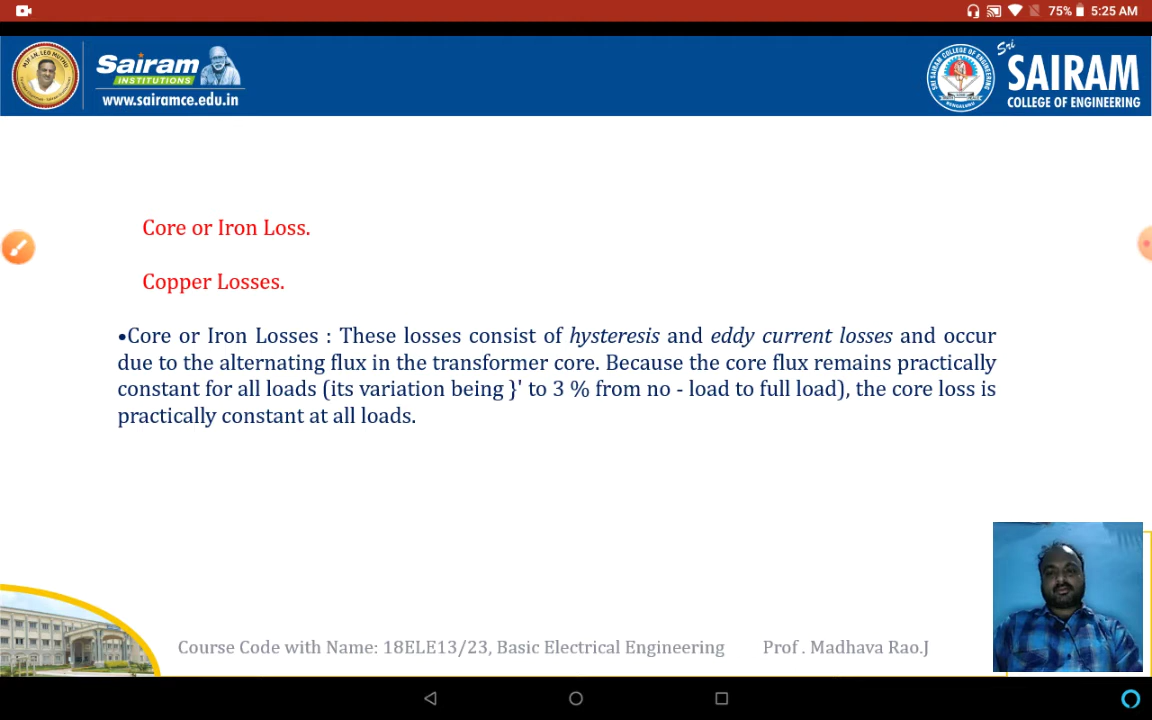 75% 5:25 AM
Sairam
INSTITUTIONS
www.sairamce.edu.in
Sri
SAIRAM
COLLEGE OF ENGINEERING
Core or Iron Loss.
Copper Losses.
•Core or Iron Losses : These losses consist of hysteresis and eddy current losses and occur
due to the alternating flux in the transformer core. Because the core flux remains practically
constant for all loads (its variation being }' to 3 % from no - load to full load), the core loss is
practically constant at all loads.
Course Code with Name: 18ELE13/23, Basic Electrical Engineering Prof . Madhava Rao.J